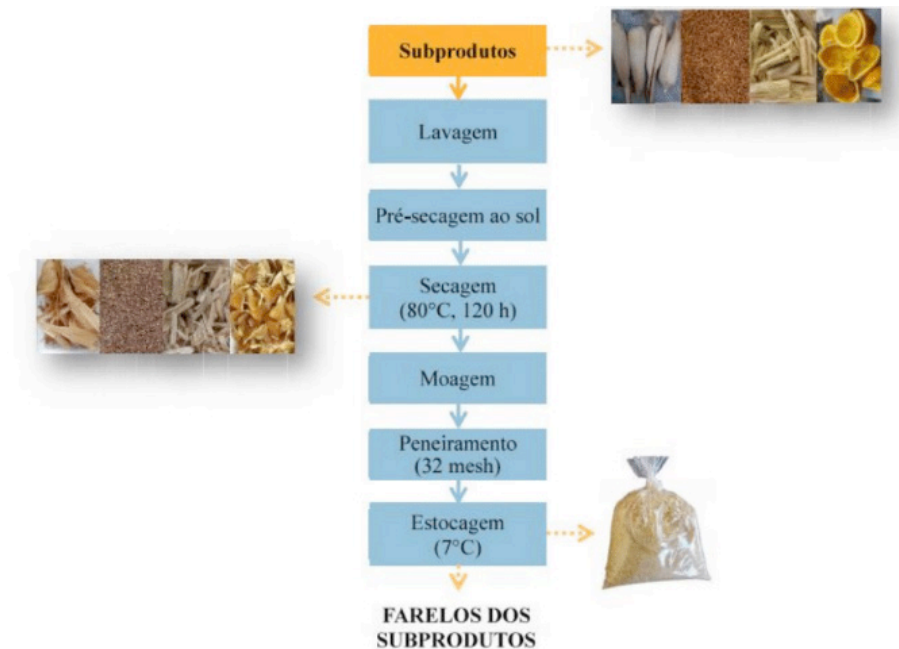 Subprodutos
Lavagem
Pré-secagem ao sol
Secagem
(80°C, 120 h)
Moagem
Peneiramento
(32 mesh)
Estocagem
(7°C)
FARELOS DOS
SUBPRODUTOS